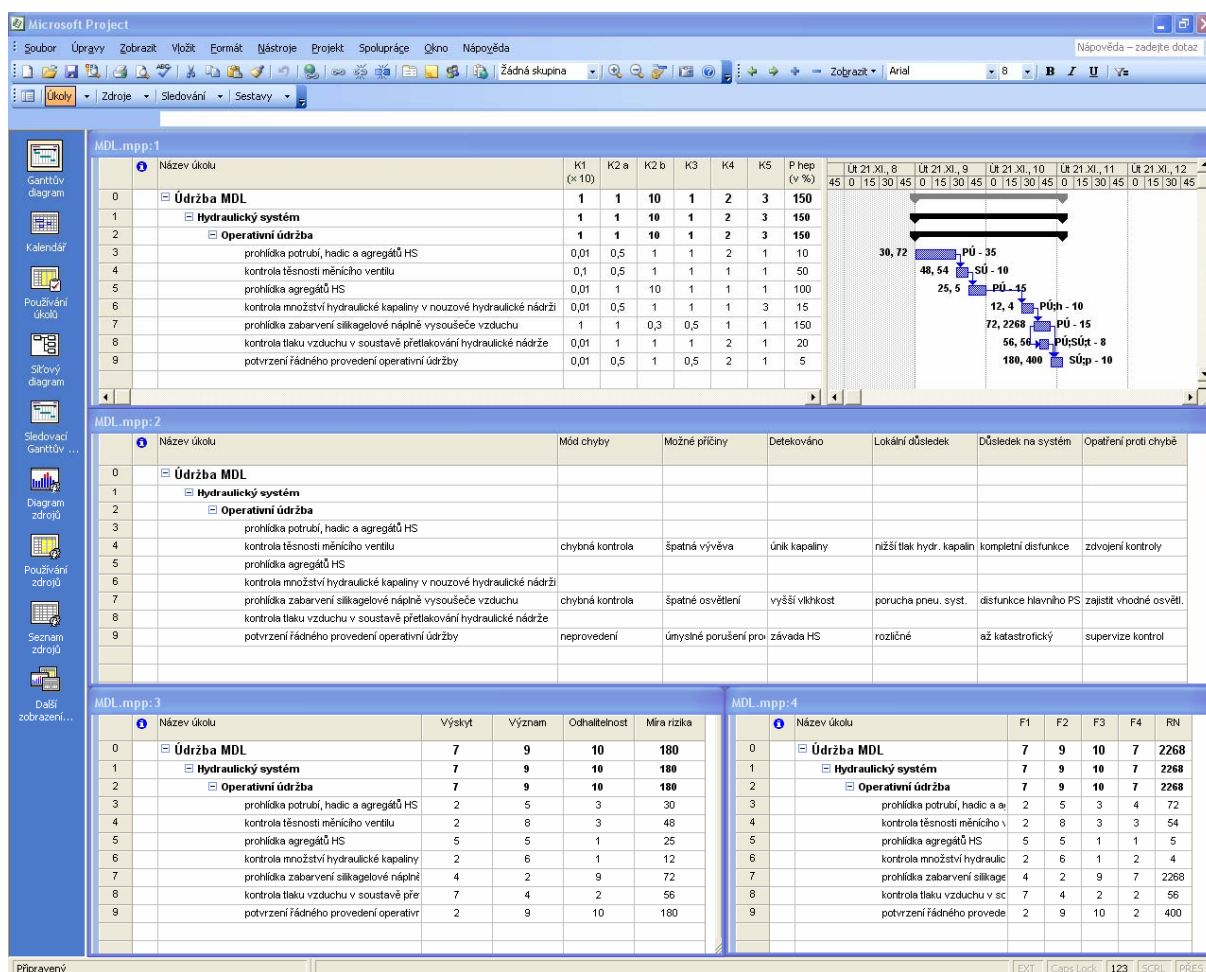 Microsoft Project
Soubor Úpravy Zobrazit Vložit Formát Nástroje Projekt Spolupráce Okno Nápověda Nápověda – zadejte dotaz
Žádná skupina Zobrazit Arial 8 B I U
Úkoly Zdroje Sledování Sestavy
Ganttův diagram
Kalendář
Používání úkolů
Síťový diagram
Sledovací Ganttův ...
Diagram zdrojů
Používání zdrojů
Seznam zdrojů
Další zobrazení...
MDL.mpp:1
Název úkolu K1 (× 10) K2 a K2 b K3 K4 K5 P hep (v %)
Út 21.XI., 8 Út 21.XI., 9 Út 21.XI., 10 Út 21.XI., 11 Út 21.XI., 12
45 0 15 30 45 0 15 30 45 0 15 30 45 0 15 30 45 0 15 30 45
0 Údržba MDL 1 1 10 1 2 3 150
1 Hydraulický systém 1 1 10 1 2 3 150
2 Operativní údržba 1 1 10 1 2 3 150
3 prohlídka potrubí, hadic a agregátů HS 0,01 0,5 1 1 2 1 10 30, 72 PÚ - 35
4 kontrola těsnosti měnícího ventilu 0,1 0,5 1 1 1 1 50 48, 54 SÚ - 10
5 prohlídka agregátů HS 0,01 1 10 1 1 1 100 25, 5 PÚ - 15
6 kontrola množství hydraulické kapaliny v nouzové hydraulické nádrži 0,01 0,5 1 1 1 3 15 12, 4 PÚ;h - 10
7 prohlídka zabarvení silikagelové náplně vysoušeče vzduchu 1 1 0,3 0,5 1 1 150 72, 2268 PÚ - 15
8 kontrola tlaku vzduchu v soustavě přetlakování hydraulické nádrže 0,01 1 1 1 2 1 20 56, 56 PÚ;SÚ;t - 8
9 potvrzení řádného provedení operativní údržby 0,01 0,5 1 0,5 2 1 5 180, 400 SÚ;p - 10
MDL.mpp:2
Název úkolu Mód chyby Možné příčiny Detekováno Lokální důsledek Důsledek na systém Opatření proti chybě
0 Údržba MDL
1 Hydraulický systém
2 Operativní údržba
3 prohlídka potrubí, hadic a agregátů HS
4 kontrola těsnosti měnícího ventilu chybná kontrola špatná vývěva únik kapaliny nižší tlak hydr. kapalin kompletní disfunkce zdvojení kontroly
5 prohlídka agregátů HS
6 kontrola množství hydraulické kapaliny v nouzové hydraulické nádrži
7 prohlídka zabarvení silikagelové náplně vysoušeče vzduchu chybná kontrola špatné osvětlení vyšší vlkhkost porucha pneu. syst. disfunkce hlavního PS zajistit vhodné osvětl.
8 kontrola tlaku vzduchu v soustavě přetlakování hydraulické nádrže
9 potvrzení řádného provedení operativní údržby neprovedení úmyslné porušení pro závada HS rozličné až katastrofický supervize kontrol
MDL.mpp:3
Název úkolu Výskyt Význam Odhalitelnost Míra rizika
0 Údržba MDL 7 9 10 180
1 Hydraulický systém 7 9 10 180
2 Operativní údržba 7 9 10 180
3 prohlídka potrubí, hadic a agregátů HS 2 5 3 30
4 kontrola těsnosti měnícího ventilu 2 8 3 48
5 prohlídka agregátů HS 5 5 1 25
6 kontrola množství hydraulické kapaliny 2 6 1 12
7 prohlídka zabarvení silikagelové náplně 4 2 9 72
8 kontrola tlaku vzduchu v soustavě pře 7 4 2 56
9 potvrzení řádného provedení operativr 2 9 10 180
MDL.mpp:4
Název úkolu F1 F2 F3 F4 RN
0 Údržba MDL 7 9 10 7 2268
1 Hydraulický systém 7 9 10 7 2268
2 Operativní údržba 7 9 10 7 2268
3 prohlídka potrubí, hadic a a 2 5 3 4 72
4 kontrola těsnosti měnícího v 2 8 3 3 54
5 prohlídka agregátů HS 5 5 1 1 5
6 kontrola množství hydraulic 2 6 1 2 4
7 prohlídka zabarvení silikage 4 2 9 7 2268
8 kontrola tlaku vzduchu v so 7 4 2 2 56
9 potvrzení řádného provede 2 9 10 2 400
Připravený EXT Caps Lock 123 SCRL PŘES